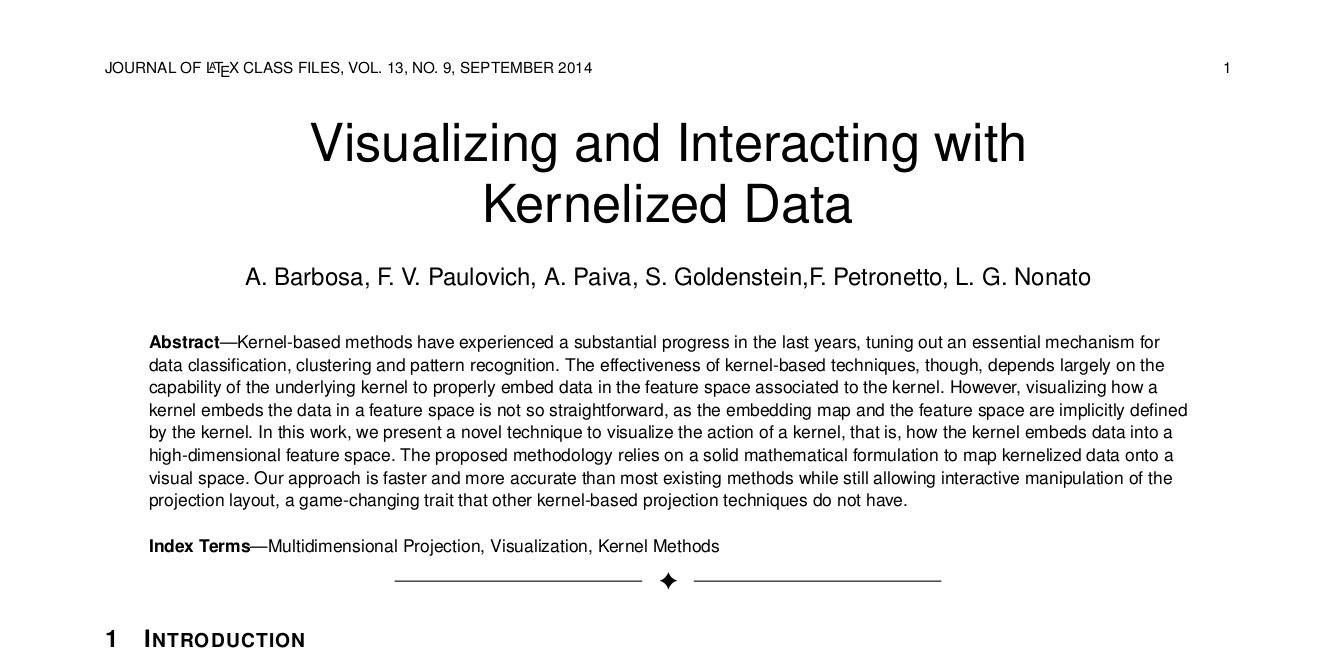 JOURNAL OF LATEX CLASS FILES, VOL. 13, NO. 9, SEPTEMBER 2014 1
Visualizing and Interacting with
Kernelized Data
A. Barbosa, F. V. Paulovich, A. Paiva, S. Goldenstein,F. Petronetto, L. G. Nonato
Abstract—Kernel-based methods have experienced a substantial progress in the last years, tuning out an essential mechanism for
data classification, clustering and pattern recognition. The effectiveness of kernel-based techniques, though, depends largely on the
capability of the underlying kernel to properly embed data in the feature space associated to the kernel. However, visualizing how a
kernel embeds the data in a feature space is not so straightforward, as the embedding map and the feature space are implicitly defined
by the kernel. In this work, we present a novel technique to visualize the action of a kernel, that is, how the kernel embeds data into a
high-dimensional feature space. The proposed methodology relies on a solid mathematical formulation to map kernelized data onto a
visual space. Our approach is faster and more accurate than most existing methods while still allowing interactive manipulation of the
projection layout, a game-changing trait that other kernel-based projection techniques do not have.
Index Terms—Multidimensional Projection, Visualization, Kernel Methods
1 INTRODUCTION